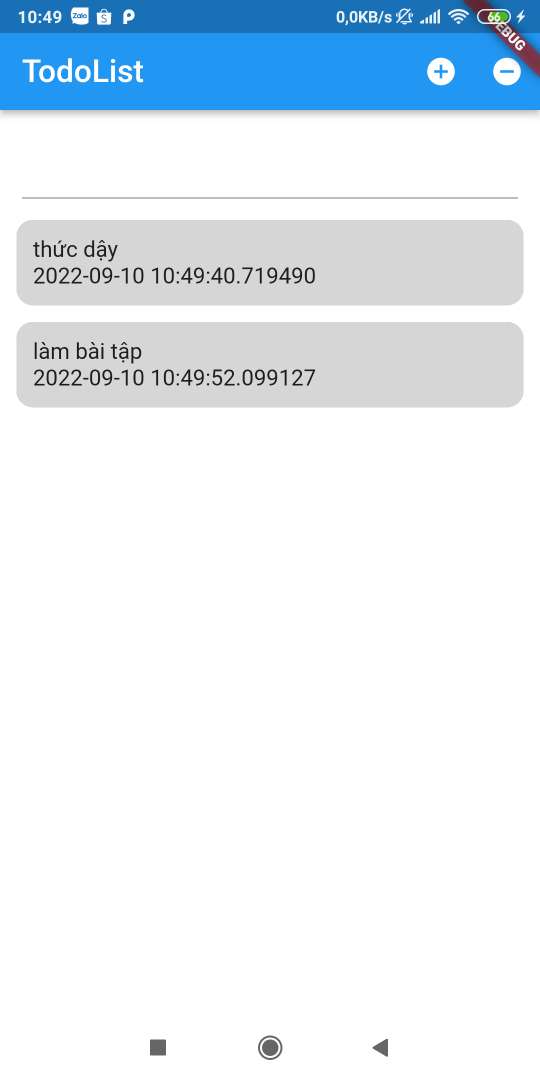 10:49 Zalo 0,0KB/s 66
DEBUG
TodoList
thức dậy
2022-09-10 10:49:40.719490
làm bài tập
2022-09-10 10:49:52.099127